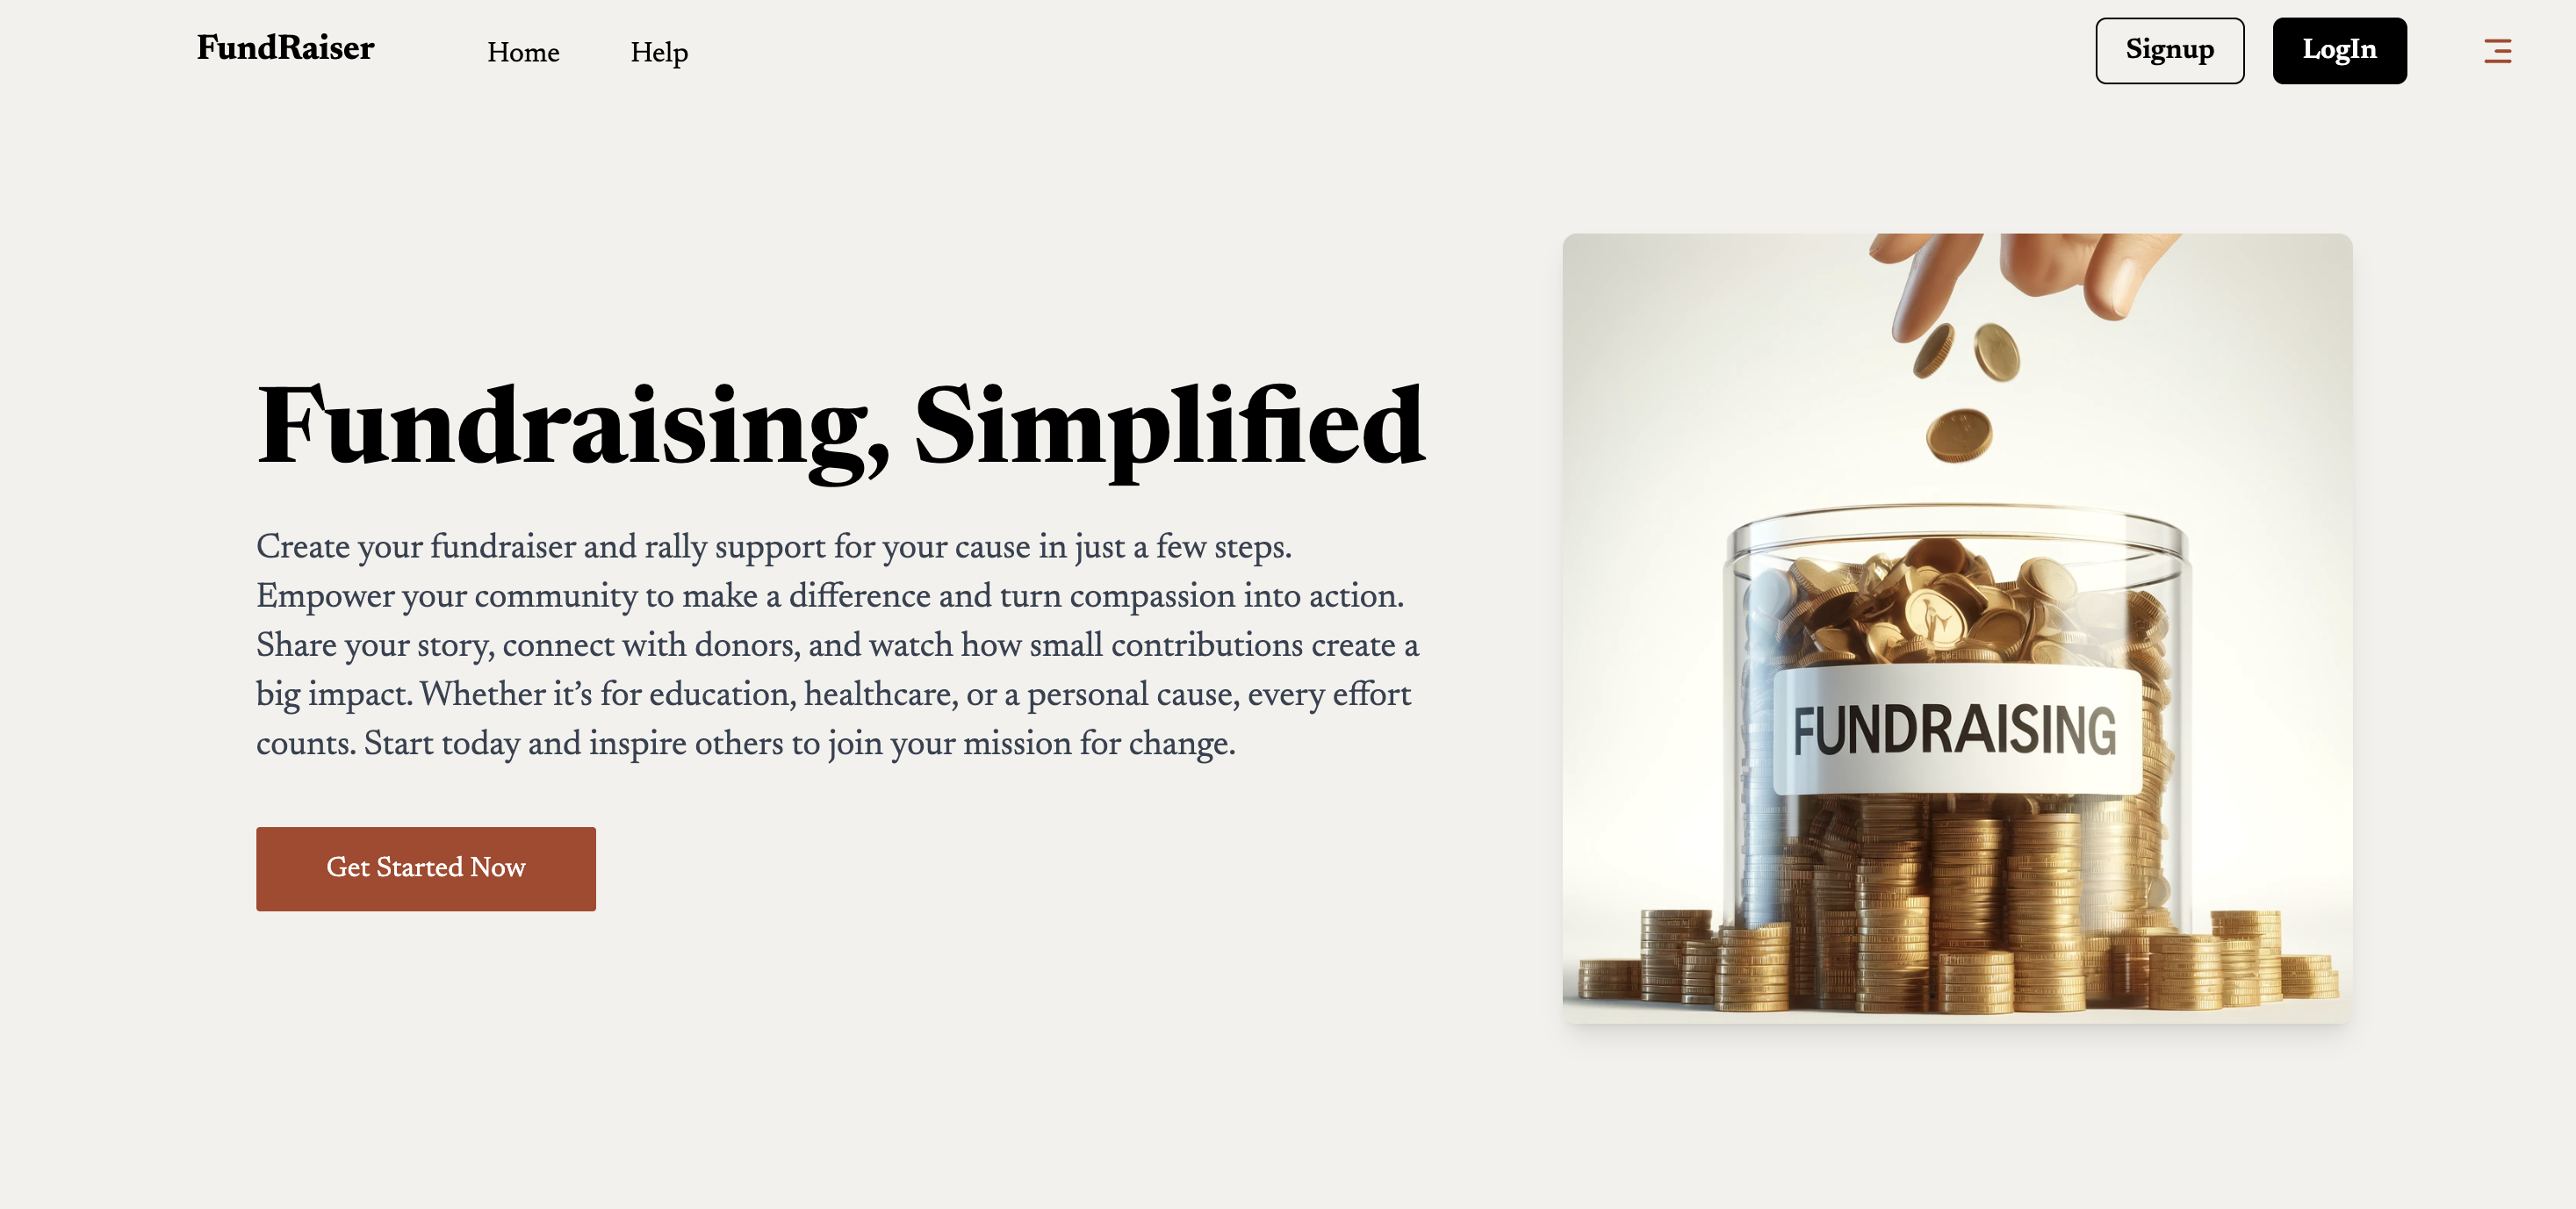 FundRaiser
Home
Help
Signup
LogIn
Fundraising, Simplified
Create your fundraiser and rally support for your cause in just a few steps.
Empower your community to make a difference and turn compassion into action.
Share your story, connect with donors, and watch how small contributions create a
big impact. Whether it’s for education, healthcare, or a personal cause, every effort
counts. Start today and inspire others to join your mission for change.
Get Started Now
FUNDRAISING